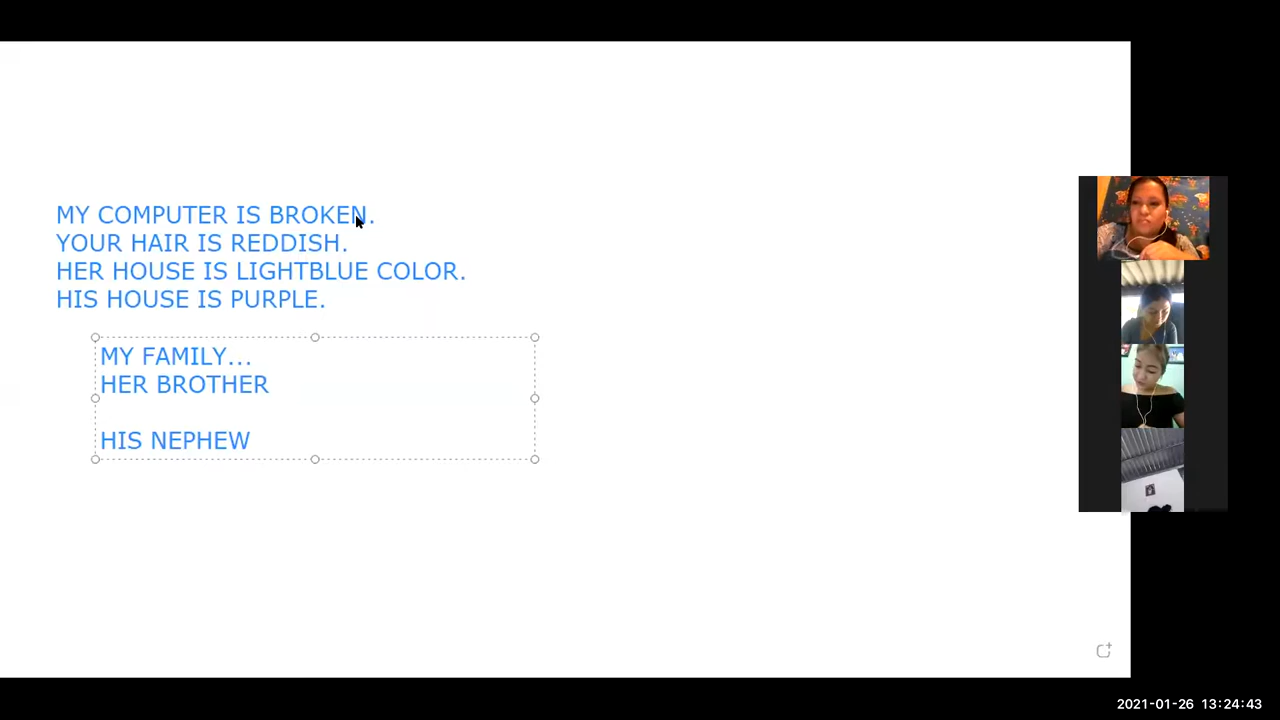 MY COMPUTER IS BROKEN.
YOUR HAIR IS REDDISH.
HER HOUSE IS LIGHTBLUE COLOR.
HIS HOUSE IS PURPLE.
MY FAMILY...
HER BROTHER
HIS NEPHEW
2021-01-26 13:24:43